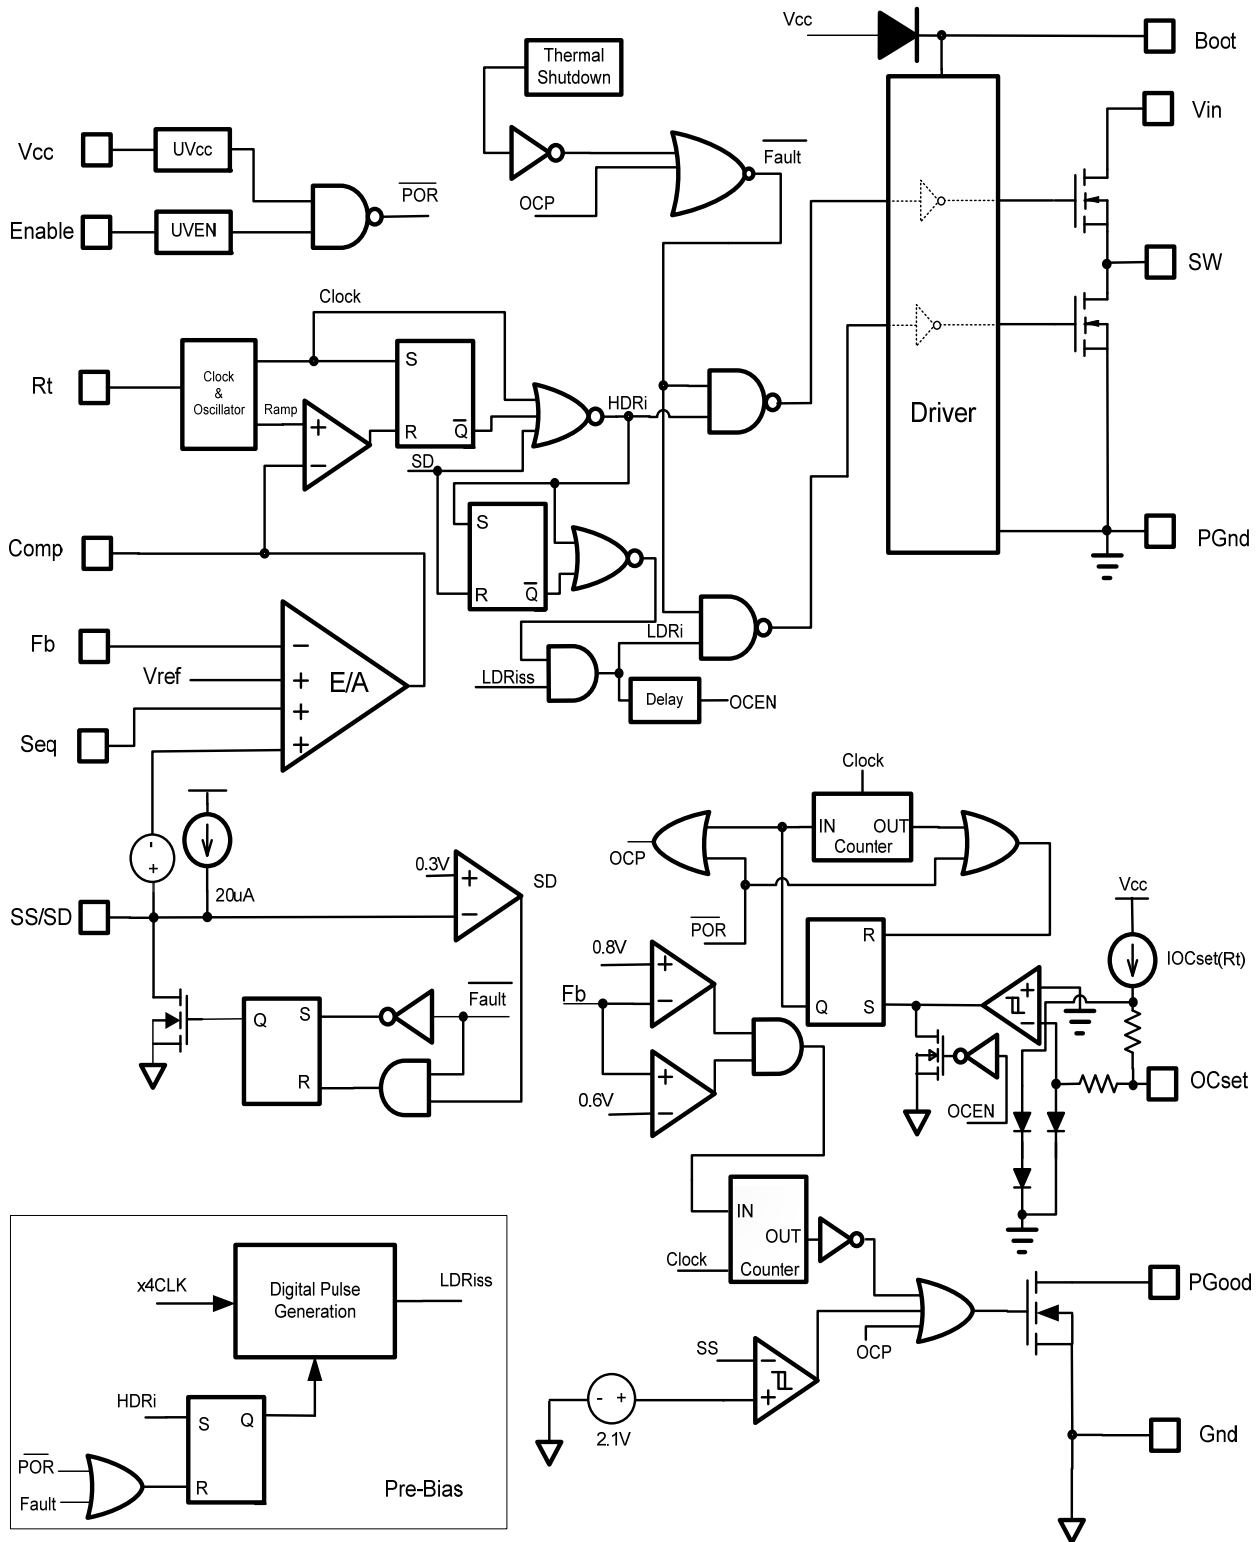 Vcc
Boot
Thermal
Shutdown
Vin
Vcc
UVcc
Fault
POR
OCP
Enable
UVEN
SW
Clock
Rt
Clock
&
Oscillator
Ramp
+
−
S
R
Q
HDRi
SD
Driver
S
R
Q
Comp
PGnd
Fb
−
Vref
+
E/A
+
Seq
+
LDRi
LDRiss
Delay
OCEN
Clock
IN
OUT
Counter
OCP
-
+
20uA
0.3V
+
−
SD
SS/SD
POR
R
Q
S
Vcc
IOCset(Rt)
0.8V
+
−
Fb
+
−
0.6V
+
−
OCset
OCEN
Q
S
R
Fault
IN
OUT
Counter
Clock
x4CLK
Digital Pulse
Generation
LDRiss
PGood
SS
−
+
OCP
-
+
2.1V
HDRi
S
Q
R
POR
Fault
Pre-Bias
Gnd